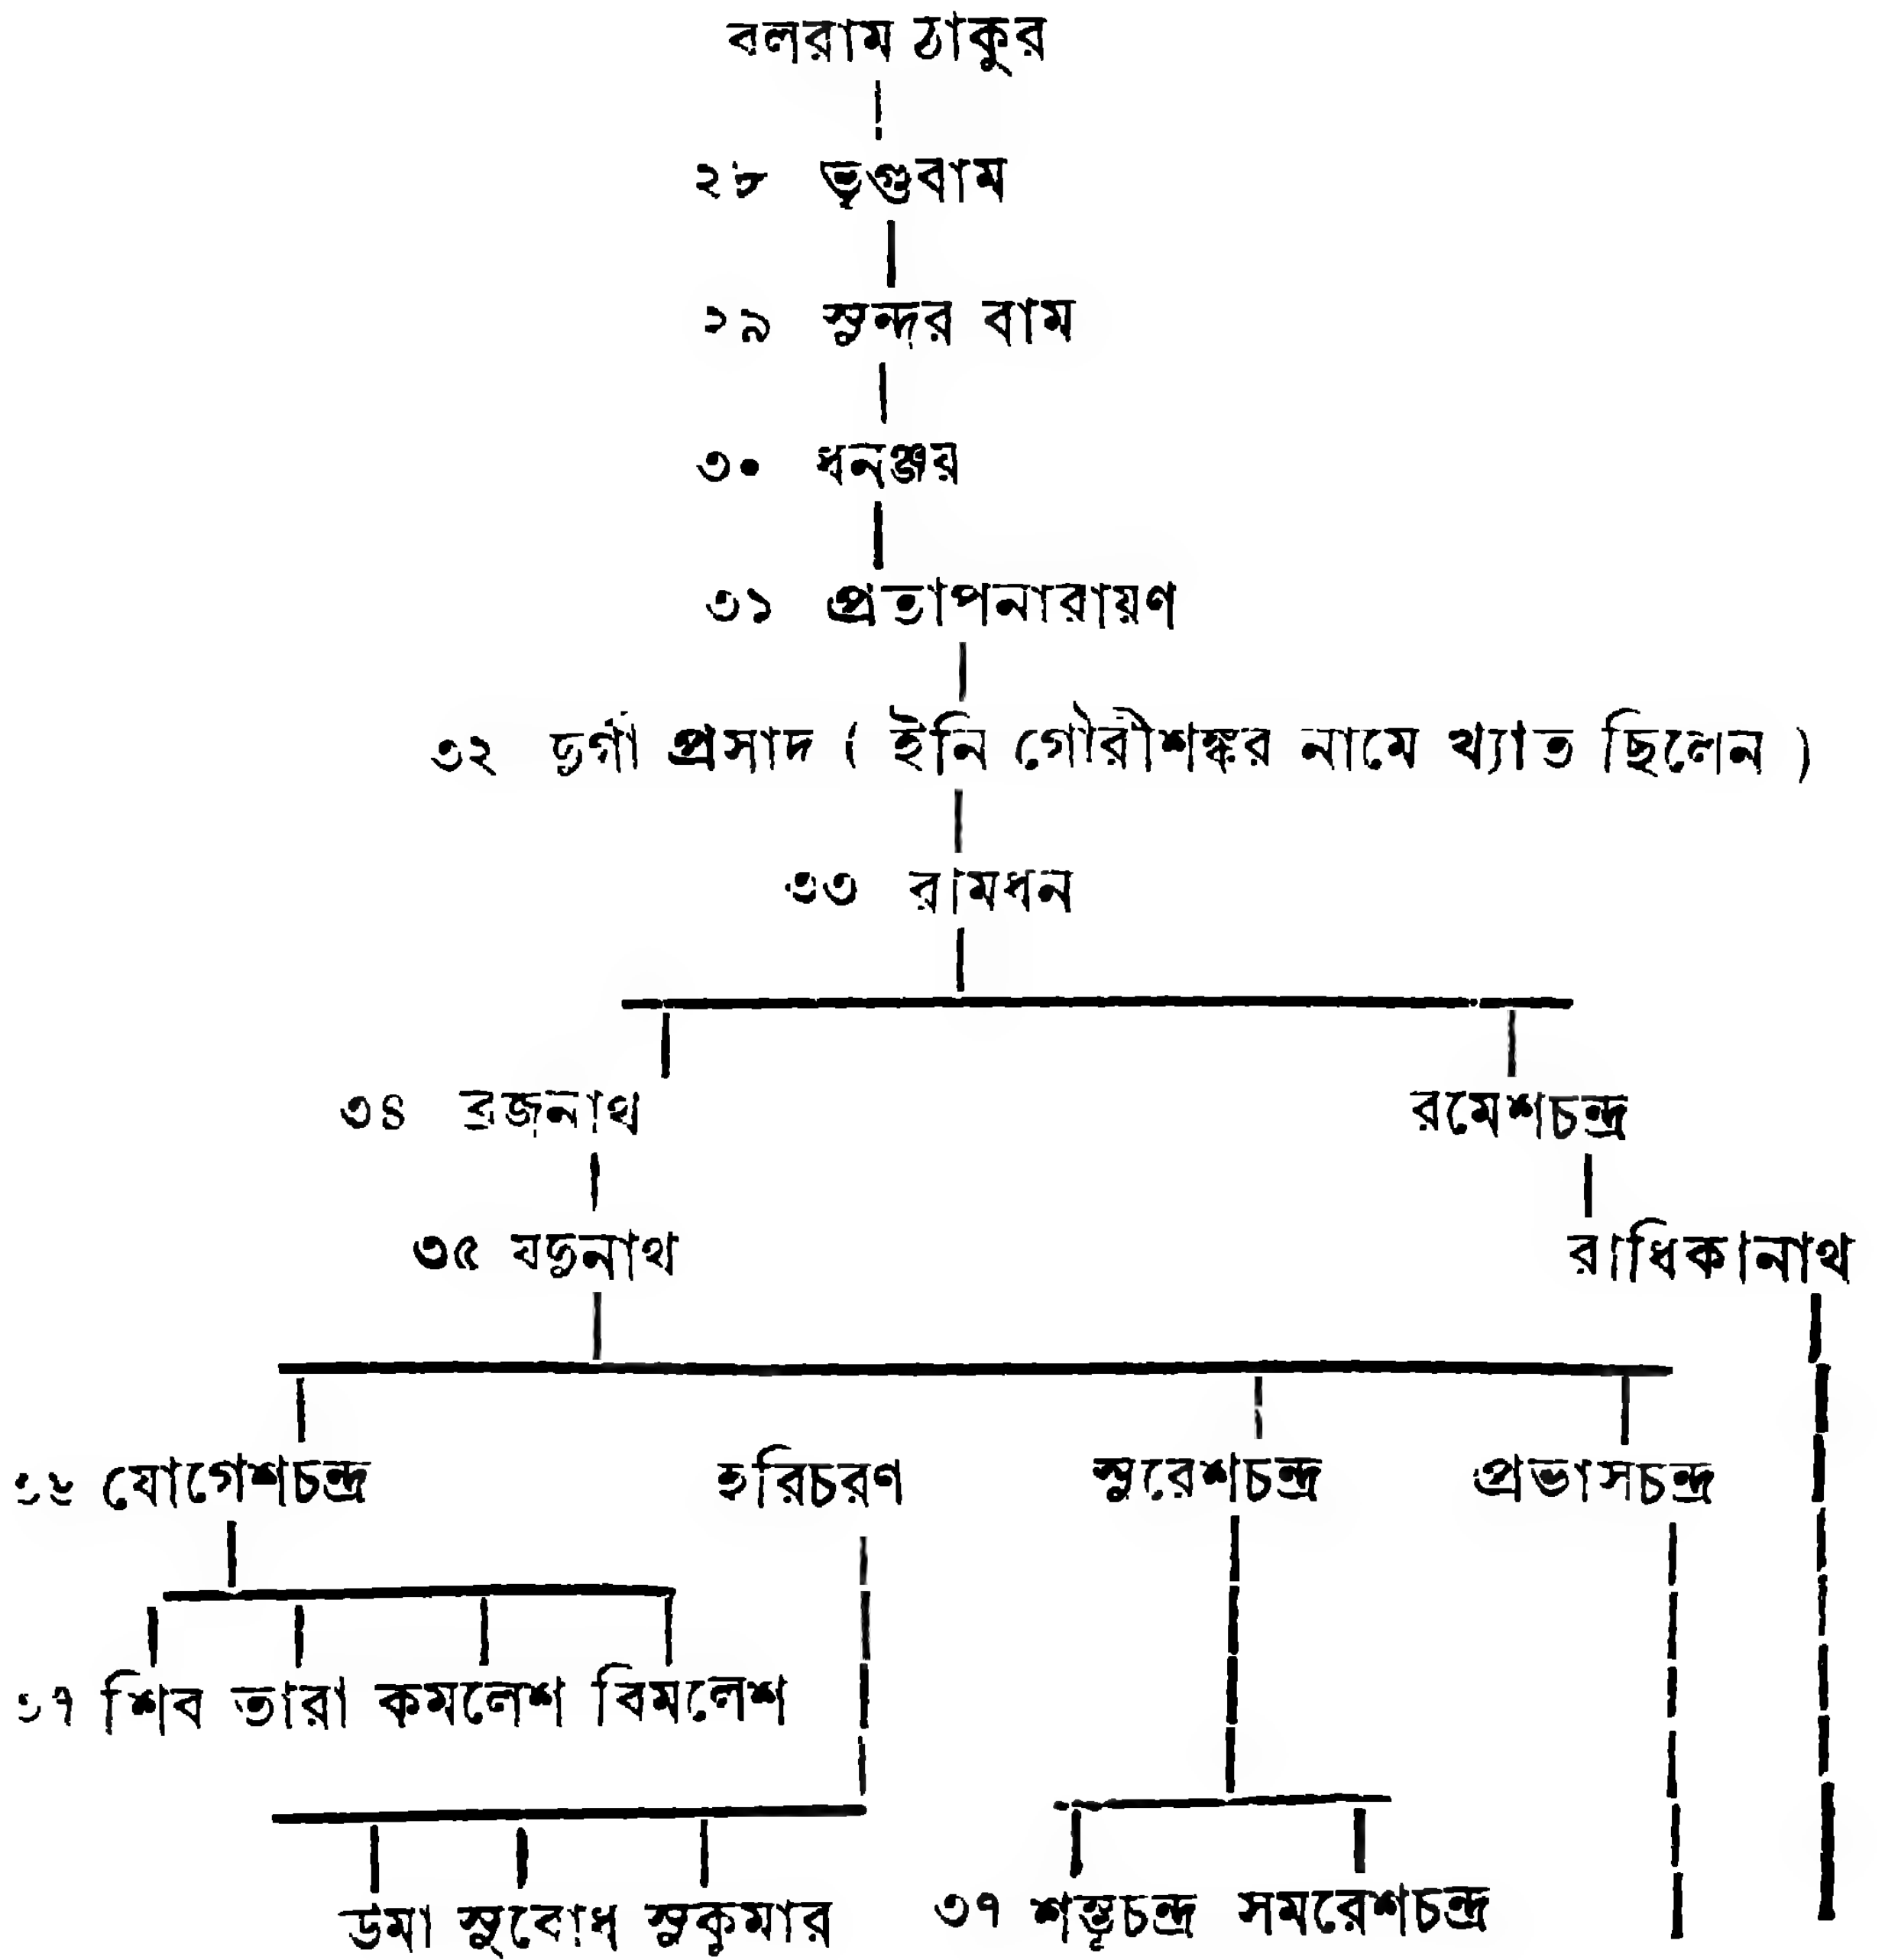 বলরাম ঠাকুর
২৮ ভৃগুবাম
২৯ সুন্দর বাম
৩০ ধনঞ্জয়
৩১ প্রতাপনারায়ণ
৩২ দুর্গা প্রসাদ ( ইনি গৌরীশঙ্কর নামে খ্যাত ছিলেন )
৩৩ রামধন
৩৪ ব্রজনাথ রমেশচন্দ্র
৩৫ যদুনাথ রাধিকানাথ
৩৬ যোগেশচন্দ্র হরিচরণ সুরেশচন্দ্র প্রভাসচন্দ্র
৩৭ শিব তারা কমলেশ বিমলেশ
উমা সুবোধ সুকুমার ৩৭ শম্ভূচন্দ্র সমরেশচন্দ্র